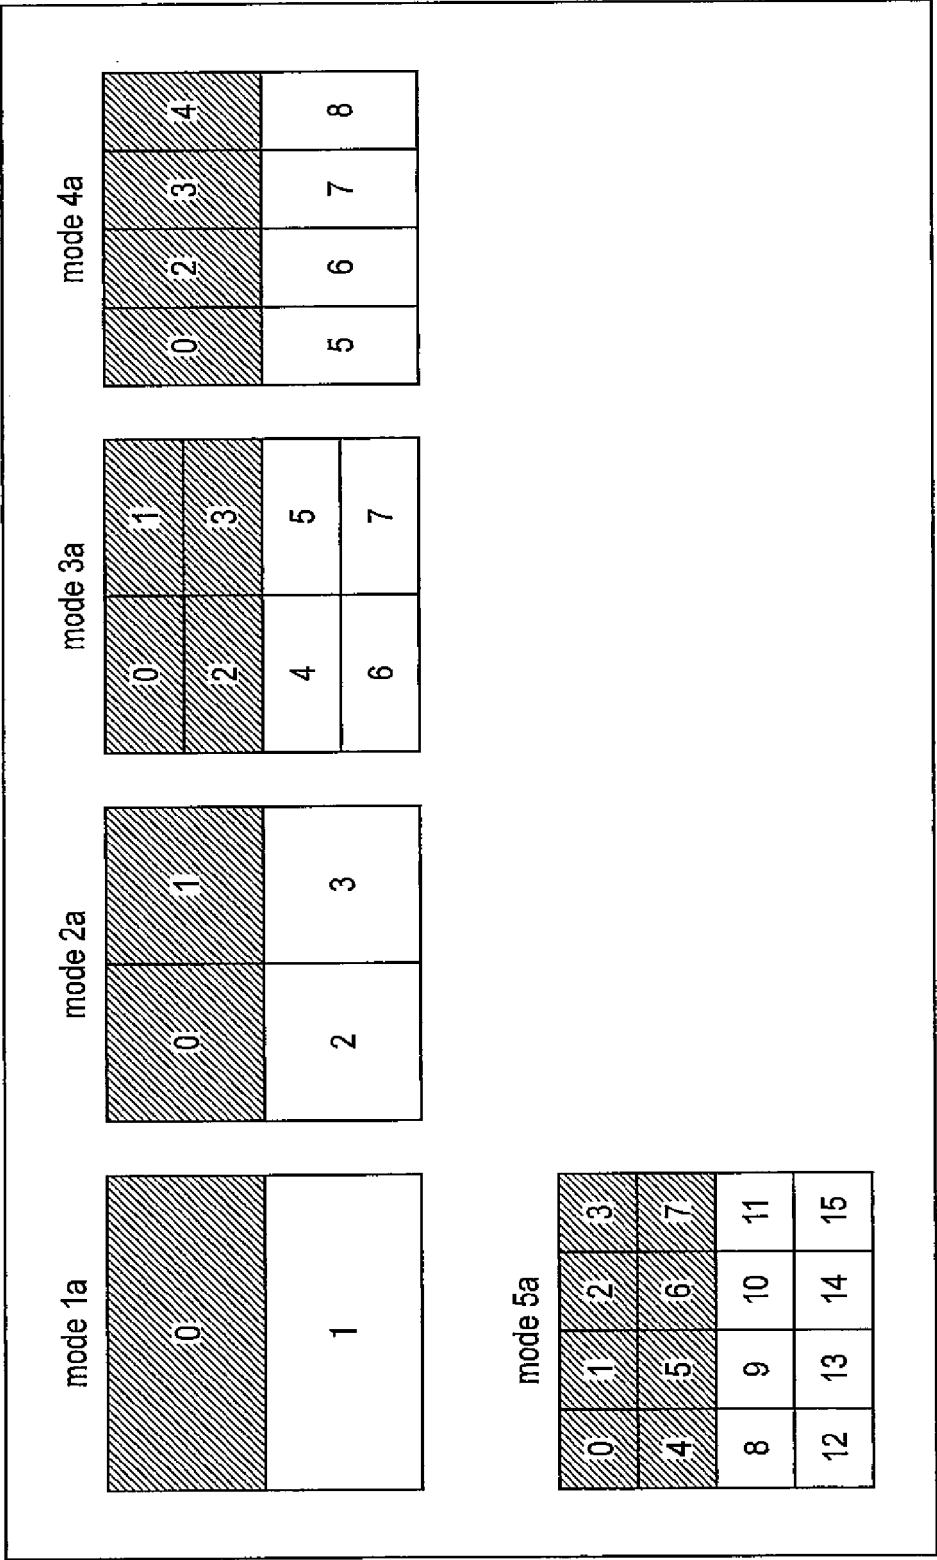 mode 1a
0
1
mode 2a
0 1
2 3
mode 3a
0 1
2 3
4 5
6 7
mode 4a
0 2 3 4
5 6 7 8
mode 5a
0 1 2 3
4 5 6 7
8 9 10 11
12 13 14 15